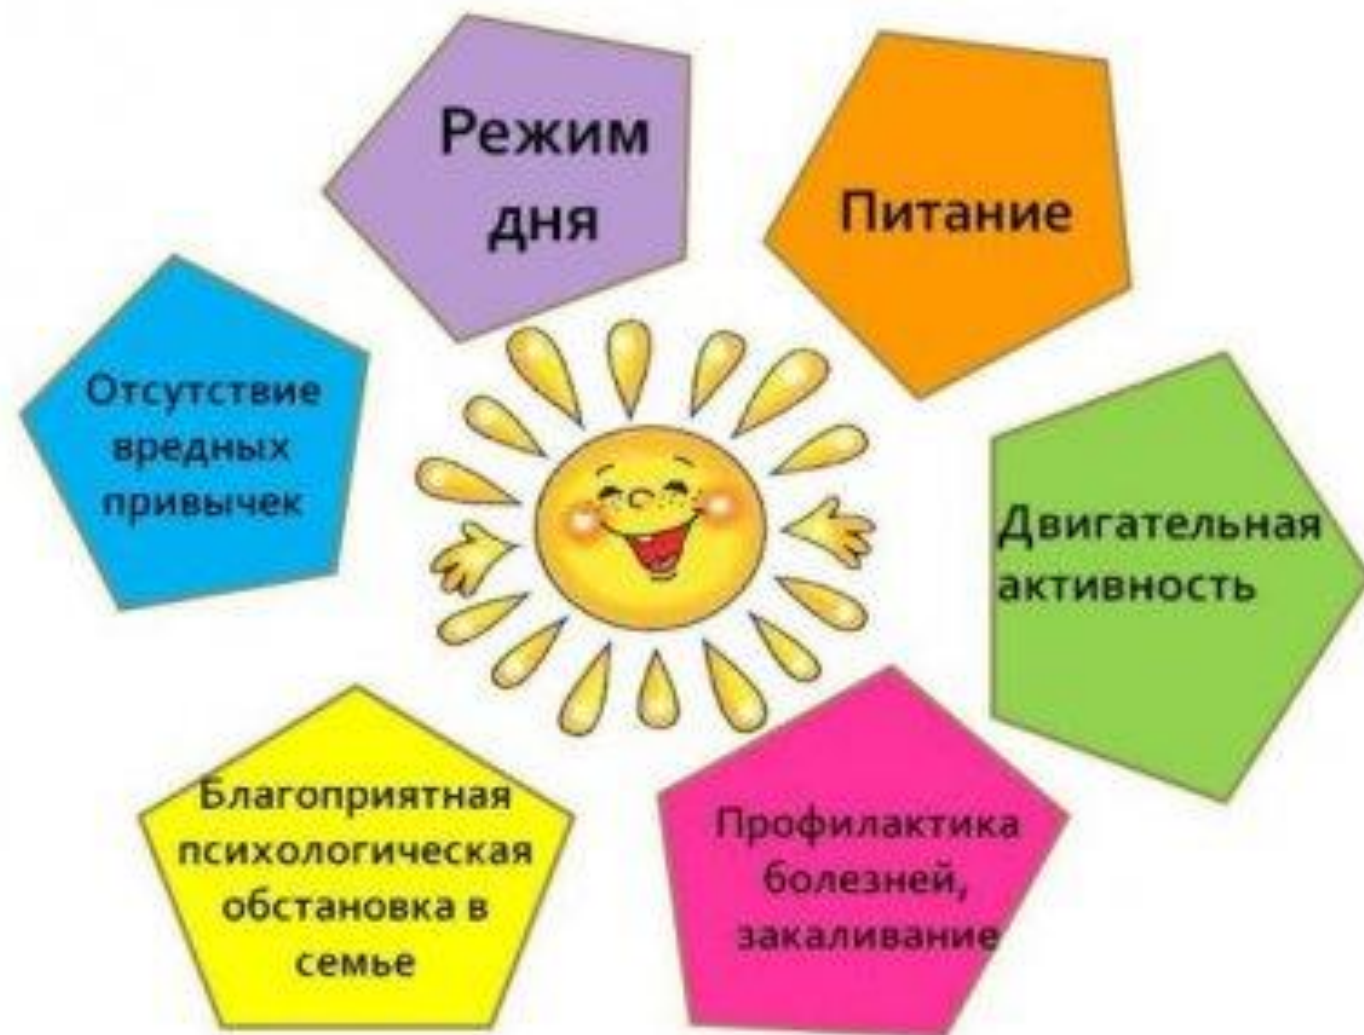 Режим
дня
Питание
Отсутствие
вредных
привычек
Двигательная
активность
Благоприятная
психологическая
обстановка в
семье
Профилактика
болезней,
закаливание